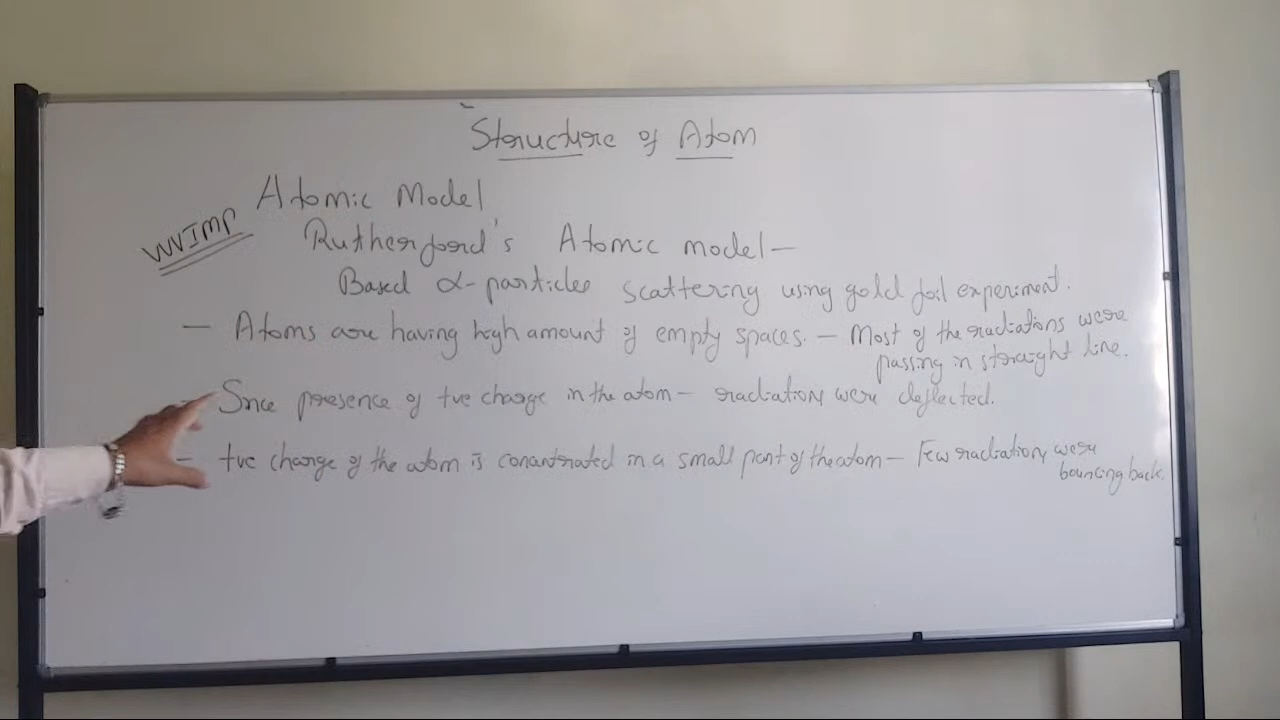 Structure of Atom
Atomic Model
VVVIMP
Rutherford's Atomic model —
Based α-particles scattering using gold foil experiment.
— Atoms are having high amount of empty spaces. — Most of the radiations were
passing in straight line.
Since presence of +ve charge in the atom — radiation were deflected.
— +ve charge of the atom is concantrated in a small part of the atom — Few radiation were
bouncing back.